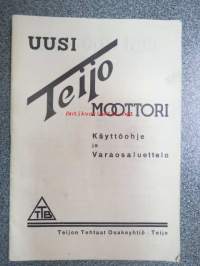 UUSI
Teijo
MOOTTORI
Käyttöohje
ja
Varaosaluettelo
TTB
Teijon Tehtaat Osakeyhtiö - Teijo